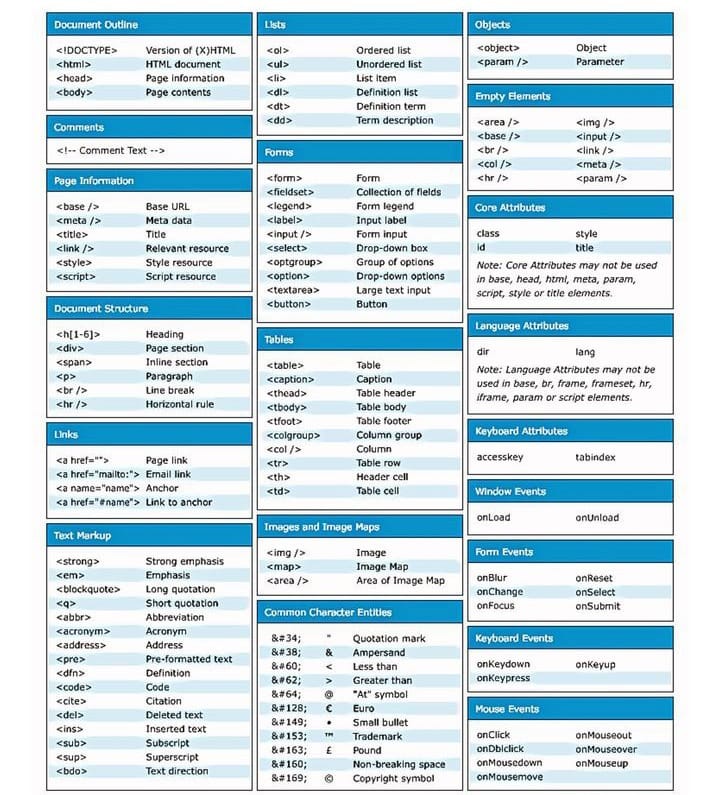 Document Outline
<!DOCTYPE> Version of (X)HTML
<html> HTML document
<head> Page information
<body> Page contents
Comments
<!-- Comment Text -->
Page Information
<base /> Base URL
<meta /> Meta data
<title> Title
<link /> Relevant resource
<style> Style resource
<script> Script resource
Document Structure
<h[1-6]> Heading
<div> Page section
<span> Inline section
<p> Paragraph
<br /> Line break
<hr /> Horizontal rule
Links
<a href=""> Page link
<a href="mailto:"> Email link
<a name="name"> Anchor
<a href="#name"> Link to anchor
Text Markup
<strong> Strong emphasis
<em> Emphasis
<blockquote> Long quotation
<q> Short quotation
<abbr> Abbreviation
<acronym> Acronym
<address> Address
<pre> Pre-formatted text
<dfn> Definition
<code> Code
<cite> Citation
<del> Deleted text
<ins> Inserted text
<sub> Subscript
<sup> Superscript
<bdo> Text direction
Lists
<ol> Ordered list
<ul> Unordered list
<li> List item
<dl> Definition list
<dt> Definition term
<dd> Term description
Forms
<form> Form
<fieldset> Collection of fields
<legend> Form legend
<label> Input label
<input /> Form input
<select> Drop-down box
<optgroup> Group of options
<option> Drop-down options
<textarea> Large text input
<button> Button
Tables
<table> Table
<caption> Caption
<thead> Table header
<tbody> Table body
<tfoot> Table footer
<colgroup> Column group
<col /> Column
<tr> Table row
<th> Header cell
<td> Table cell
Images and Image Maps
<img /> Image
<map> Image Map
<area /> Area of Image Map
Common Character Entities
&#34; " Quotation mark
&#38; & Ampersand
&#60; < Less than
&#62; > Greater than
&#64; @ "At" symbol
&#128; € Euro
&#149; • Small bullet
&#153; ™ Trademark
&#163; £ Pound
&#160; Non-breaking space
&#169; © Copyright symbol
Objects
<object> Object
<param /> Parameter
Empty Elements
<area /> <img />
<base /> <input />
<br /> <link />
<col /> <meta />
<hr /> <param />
Core Attributes
class style
id title
Note: Core Attributes may not be used
in base, head, html, meta, param,
script, style or title elements.
Language Attributes
dir lang
Note: Language Attributes may not be
used in base, br, frame, frameset, hr,
iframe, param or script elements.
Keyboard Attributes
accesskey tabindex
Window Events
onLoad onUnload
Form Events
onBlur onReset
onChange onSelect
onFocus onSubmit
Keyboard Events
onKeydown onKeyup
onKeypress
Mouse Events
onClick onMouseout
onDblclick onMouseover
onMousedown onMouseup
onMousemove